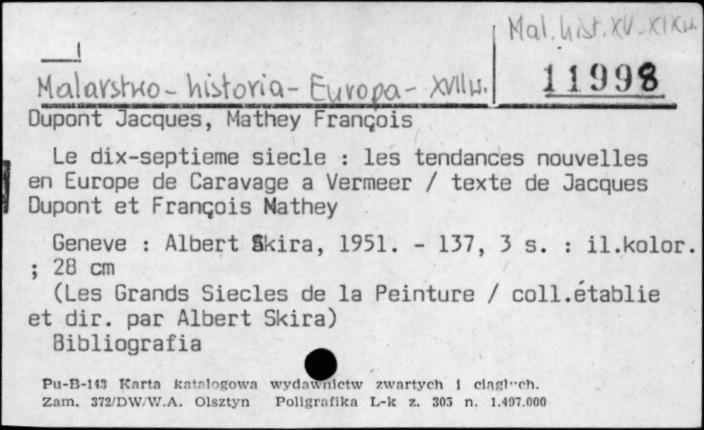 Mal. hist. XV-XIXw
11998
Malarstwo - historia - Europa - XVII w.
Dupont Jacques, Mathey François
Le dix-septieme siecle : les tendances nouvelles
en Europe de Caravage a Vermeer / texte de Jacques
Dupont et François Mathey
Geneve : Albert Skira, 1951. - 137, 3 s. : il.kolor.
; 28 cm
(Les Grands Siecles de la Peinture / coll.établie
et dir. par Albert Skira)
Bibliografia
Pu-B-143 Karta katalogowa wydawnictw zwartych i ciągłych.
Zam. 372/DW/W.A. Olsztyn Poligrafika L-k z. 305 n. 1.497.000